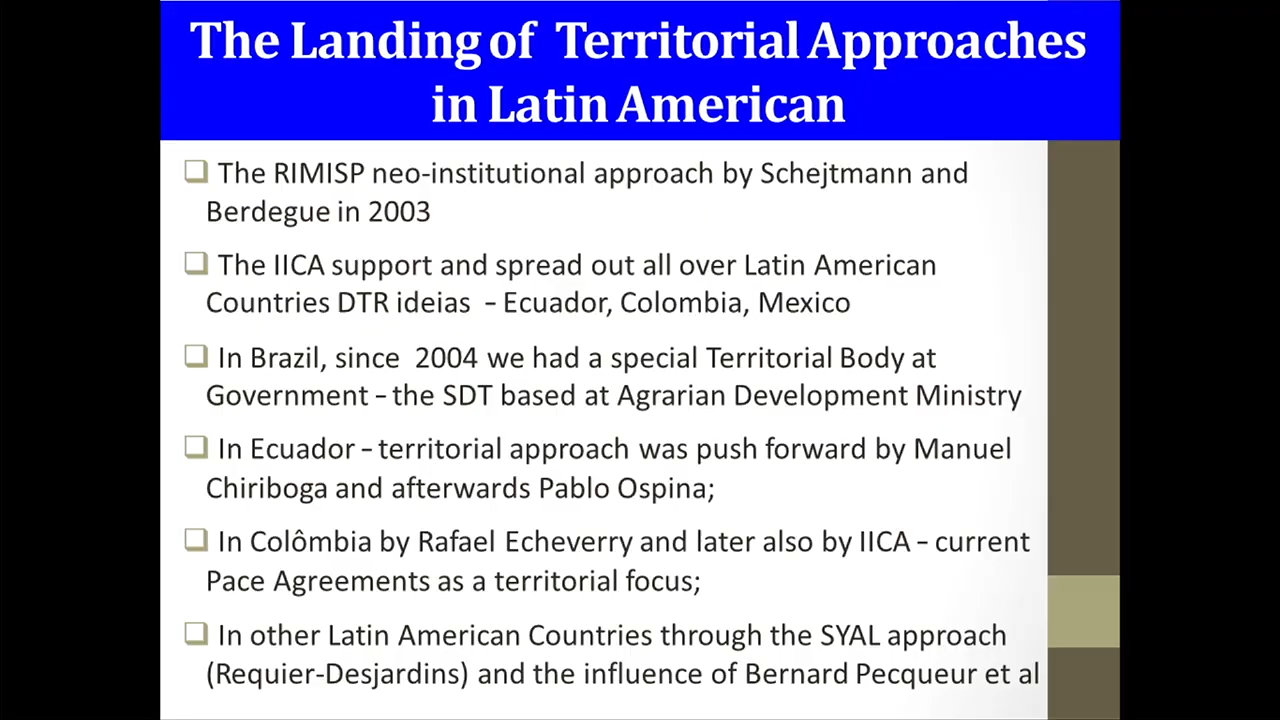 The Landing of Territorial Approaches
in Latin American
The RIMISP neo-institutional approach by Schejtmann and
Berdegue in 2003
The IICA support and spread out all over Latin American
Countries DTR ideias - Ecuador, Colombia, Mexico
In Brazil, since 2004 we had a special Territorial Body at
Government - the SDT based at Agrarian Development Ministry
In Ecuador - territorial approach was push forward by Manuel
Chiriboga and afterwards Pablo Ospina;
In Colômbia by Rafael Echeverry and later also by IICA - current
Pace Agreements as a territorial focus;
In other Latin American Countries through the SYAL approach
(Requier-Desjardins) and the influence of Bernard Pecqueur et al